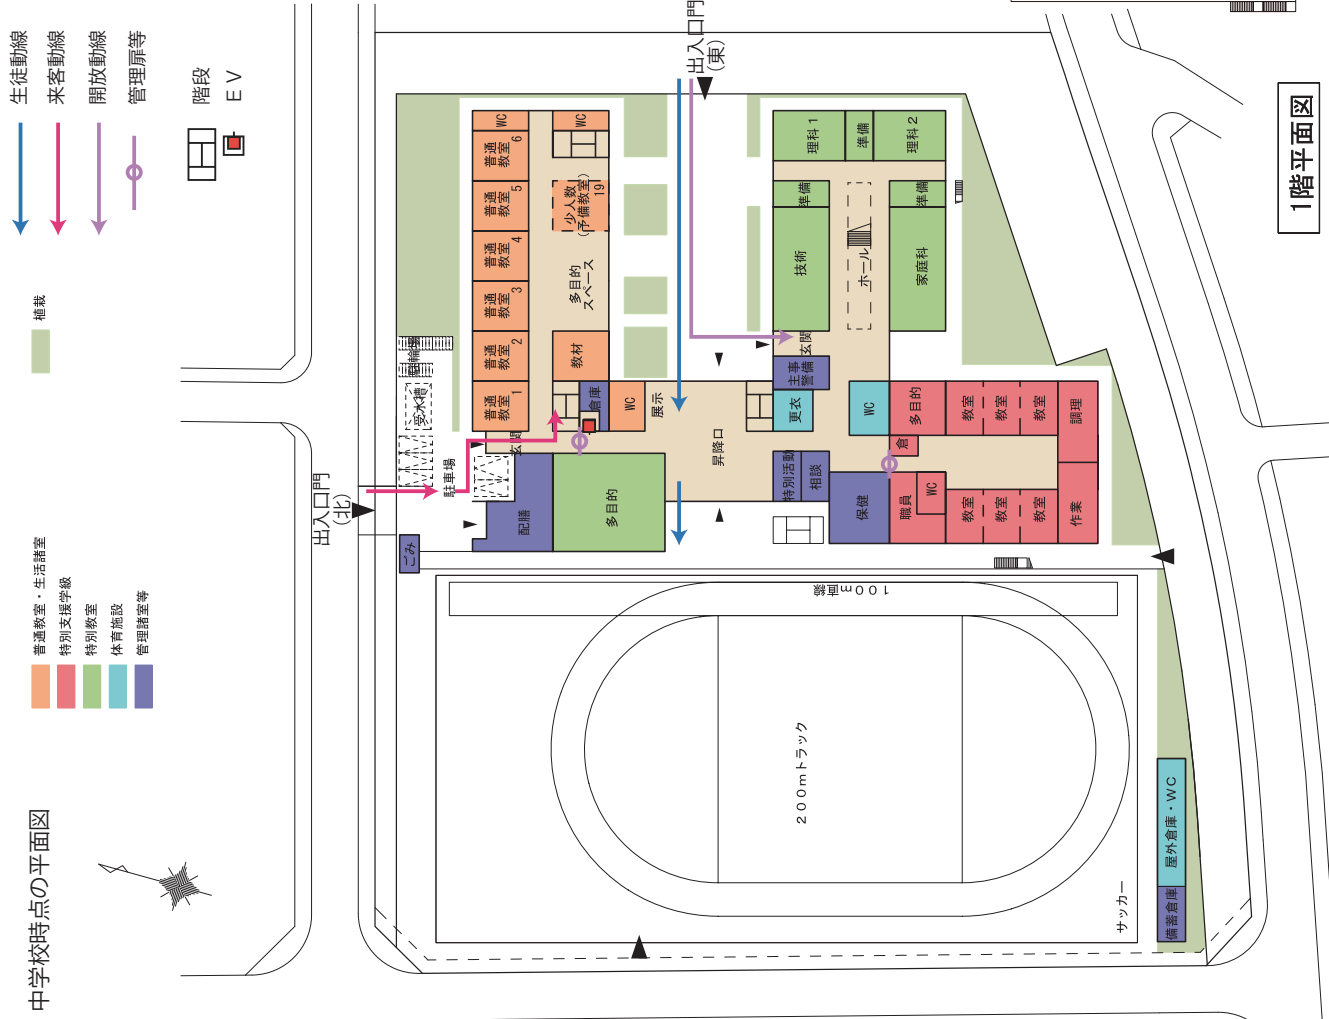 中学校時点の平面図
普通教室・生活諸室
特別支援学級
特別教室
体育施設
管理諸室等
植栽
生徒動線
来客動線
開放動線
管理扉等
階段
ＥＶ
1階平面図
出入口門
（北）
出入口門
（東）
ごみ
駐車場
受水槽
駐輪場
玄関
配膳
多目的
普通
教室
1
普通
教室
2
普通
教室
3
普通
教室
4
普通
教室
5
普通
教室
6
WC
WC
教材
倉庫
WC
多目的
スペース
少人数
（予備教室）
19
展示
昇降口
玄関
主事
警備
更衣
特別活動
相談
保健
技術
準備
理科1
準備
理科2
準備
家庭科
ホール
WC
多目的
倉
職員
WC
教室
教室
教室
教室
教室
教室
調理
作業
100m直線
200mトラック
サッカー
備蓄倉庫
屋外倉庫・WC